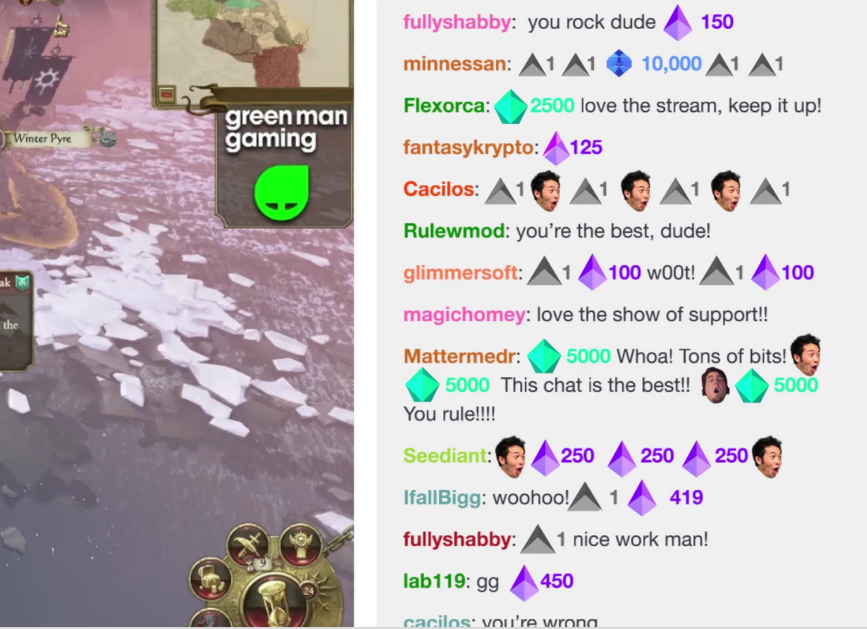 green man
gaming
Winter Pyre
ak
the
9
24
fullyshabby: you rock dude 150
minnessan: 1 1 10,000 1 1
Flexorca: 2500 love the stream, keep it up!
fantasykrypto: 125
Cacilos: 1 1 1 1
Rulewmod: you're the best, dude!
glimmersoft: 1 100 w00t! 1 100
magichomey: love the show of support!!
Mattermedr: 5000 Whoa! Tons of bits!
5000 This chat is the best!! 5000
You rule!!!!
Seediant: 250 250 250
IfallBigg: woohoo! 1 419
fullyshabby: 1 nice work man!
lab119: gg 450
cacilos: you're wrong